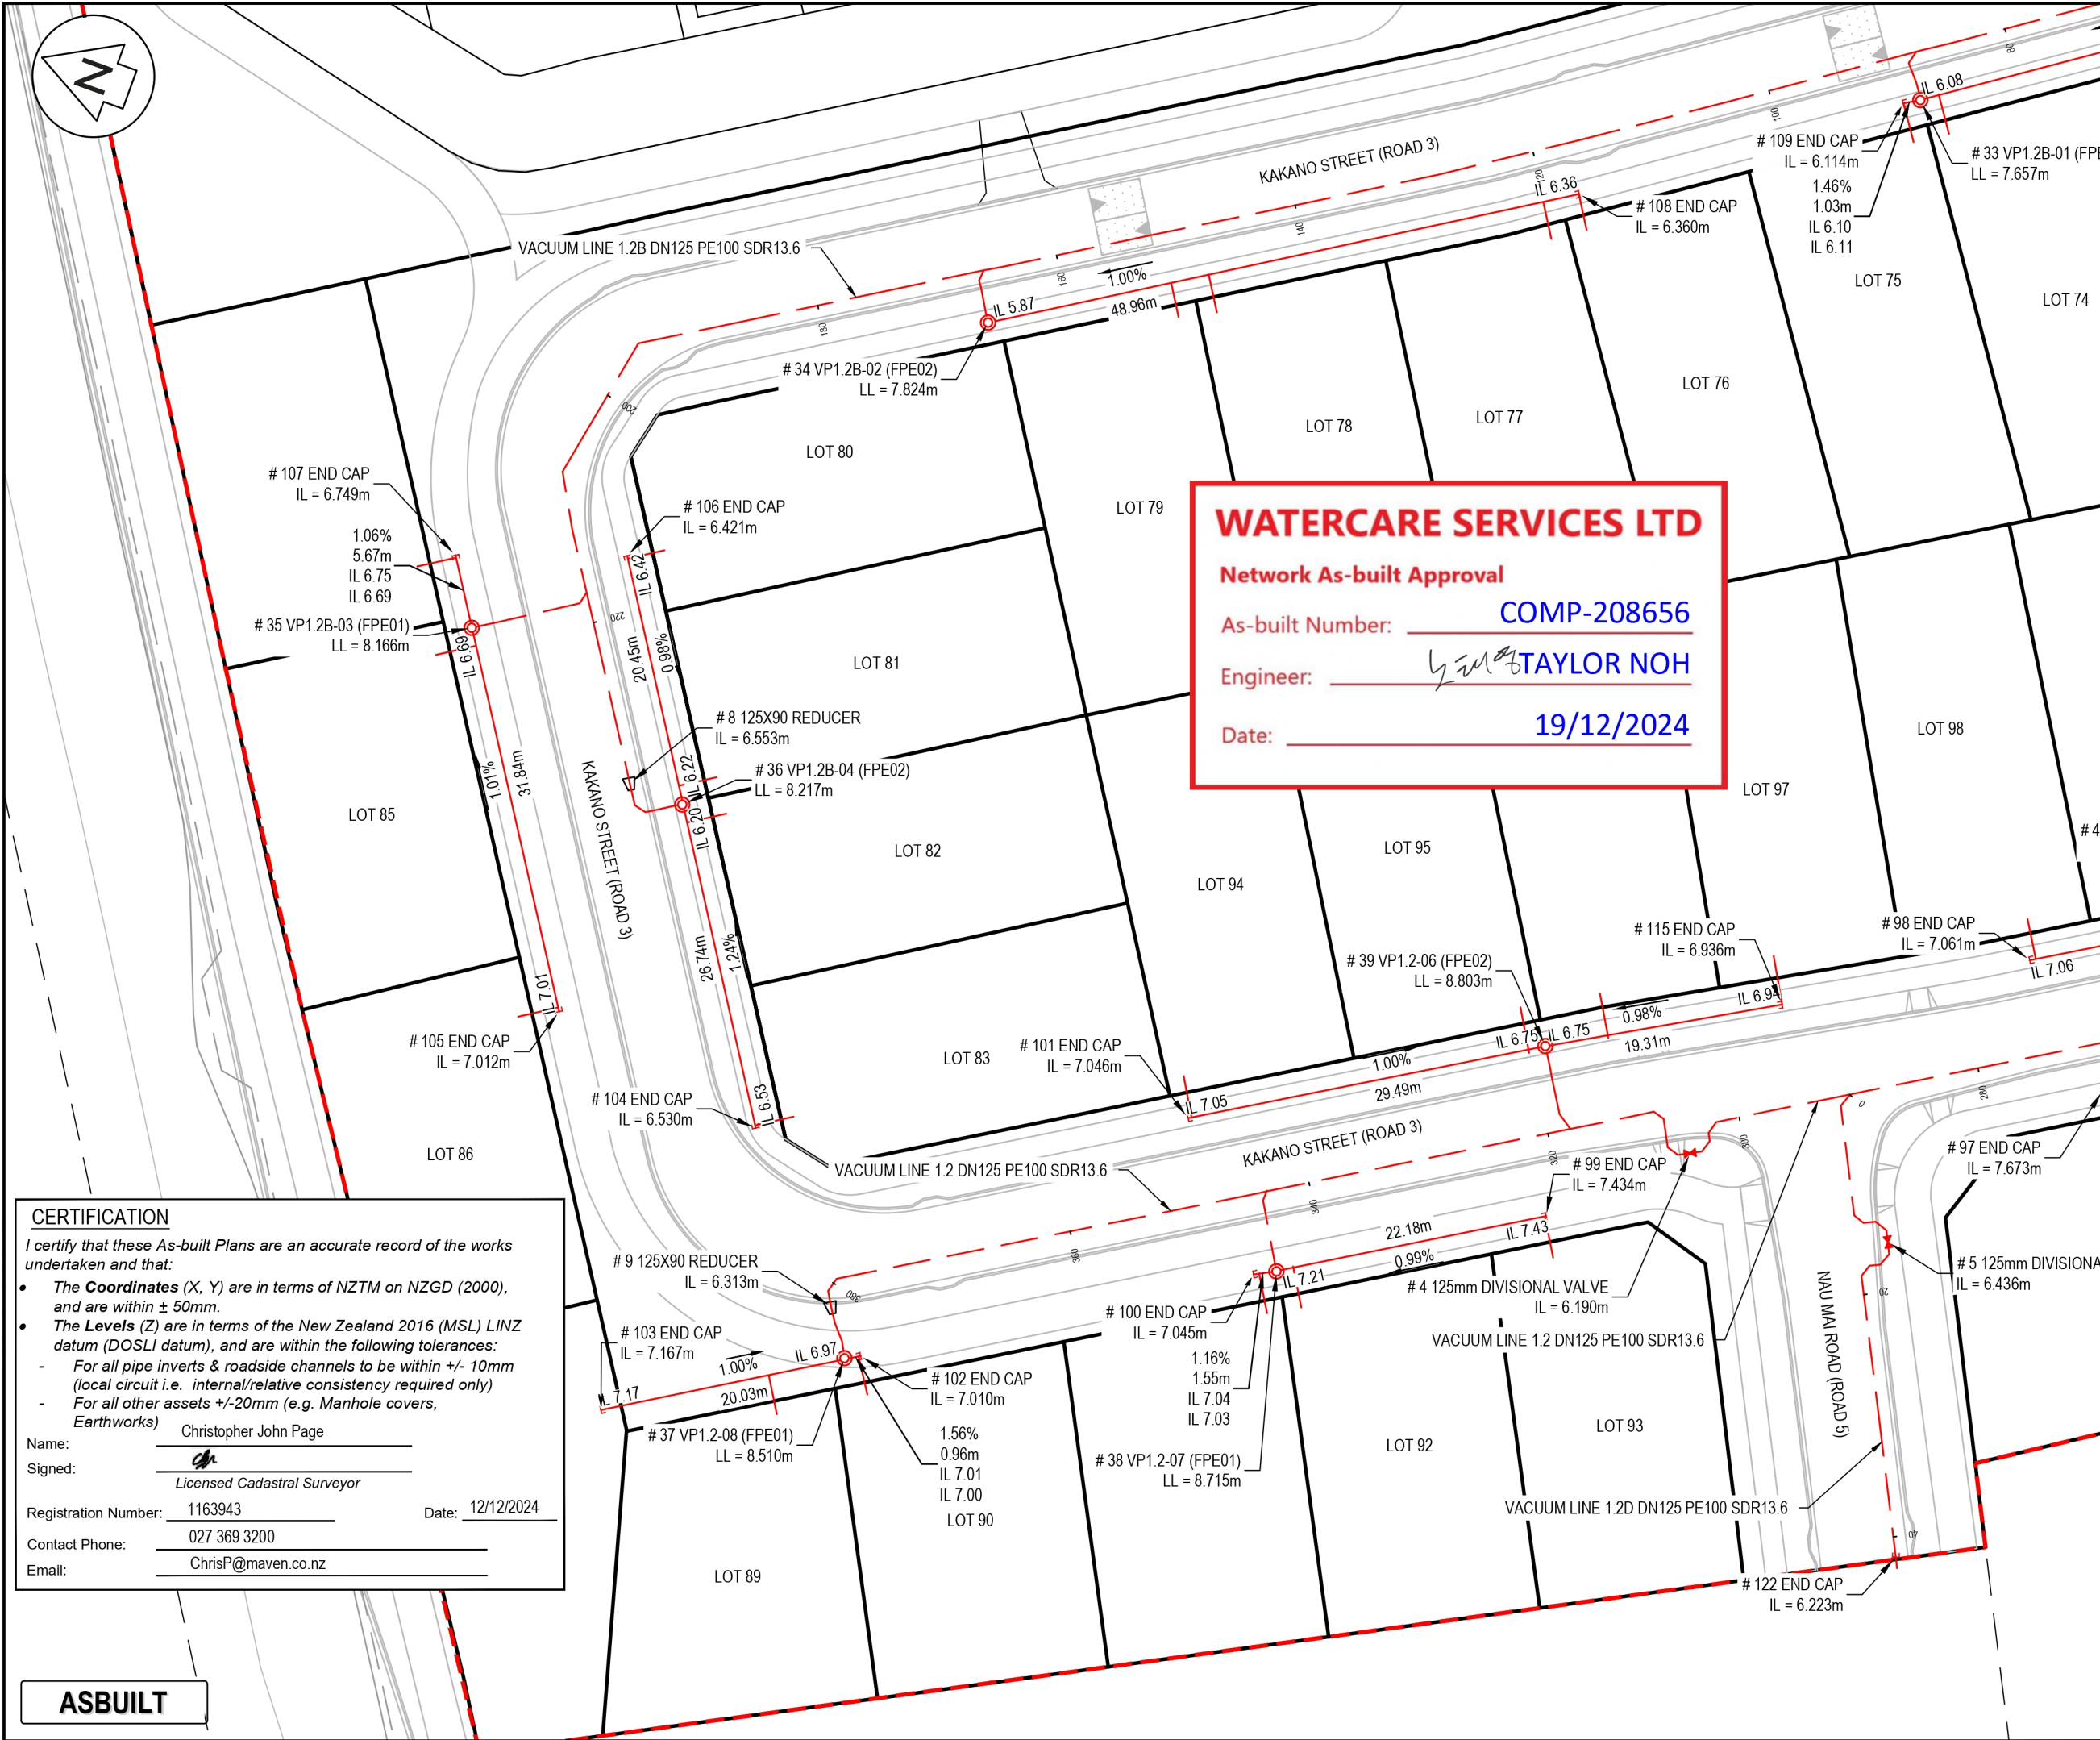 N
KAKANO STREET (ROAD 3)
IL 6.08
80
100
# 109 END CAP
IL = 6.114m
# 33 VP1.2B-01 (FPE
LL = 7.657m
1.46%
1.03m
IL 6.10
IL 6.11
120
IL 6.36
# 108 END CAP
IL = 6.360m
140
VACUUM LINE 1.2B DN125 PE100 SDR13.6
160
1.00%
48.96m
IL 5.87
180
# 34 VP1.2B-02 (FPE02)
LL = 7.824m
200
LOT 75
LOT 74
LOT 76
LOT 77
LOT 78
LOT 80
LOT 79
# 107 END CAP
IL = 6.749m
1.06%
5.67m
IL 6.75
IL 6.69
# 35 VP1.2B-03 (FPE01)
LL = 8.166m
IL 6.69
# 106 END CAP
IL = 6.421m
IL 6.42
220
20.45m
0.98%
LOT 81
WATERCARE SERVICES LTD
Network As-built Approval
As-built Number: COMP-208656
Engineer: 노태영 TAYLOR NOH
Date: 19/12/2024
# 8 125X90 REDUCER
IL = 6.553m
# 36 VP1.2B-04 (FPE02)
LL = 8.217m
IL 6.22
IL 6.20
1.01%
31.84m
KAKANO STREET (ROAD 3)
LOT 85
LOT 82
LOT 98
LOT 97
LOT 95
LOT 94
# 4
26.74m
1.24%
IL 7.01
# 105 END CAP
IL = 7.012m
# 104 END CAP
IL = 6.530m
IL 6.53
LOT 83
LOT 86
# 98 END CAP
IL = 7.061m
IL 7.06
# 115 END CAP
IL = 6.936m
IL 6.94
# 39 VP1.2-06 (FPE02)
LL = 8.803m
IL 6.75
IL 6.75
0.98%
19.31m
# 101 END CAP
IL = 7.046m
IL 7.05
1.00%
29.49m
KAKANO STREET (ROAD 3)
VACUUM LINE 1.2 DN125 PE100 SDR13.6
0
280
300
320
340
360
380
# 97 END CAP
IL = 7.673m
# 99 END CAP
IL = 7.434m
22.18m
IL 7.43
0.99%
IL 7.21
# 4 125mm DIVISIONAL VALVE
IL = 6.190m
VACUUM LINE 1.2 DN125 PE100 SDR13.6
# 5 125mm DIVISIONA
IL = 6.436m
20
NAU MAI ROAD (ROAD 5)
# 9 125X90 REDUCER
IL = 6.313m
# 100 END CAP
IL = 7.045m
1.16%
1.55m
IL 7.04
IL 7.03
# 38 VP1.2-07 (FPE01)
LL = 8.715m
# 103 END CAP
IL = 7.167m
1.00%
IL 6.97
IL 7.17
20.03m
# 102 END CAP
IL = 7.010m
# 37 VP1.2-08 (FPE01)
LL = 8.510m
1.56%
0.96m
IL 7.01
IL 7.00
LOT 90
LOT 89
LOT 92
LOT 93
VACUUM LINE 1.2D DN125 PE100 SDR13.6
40
# 122 END CAP
IL = 6.223m
CERTIFICATION
I certify that these As-built Plans are an accurate record of the works
undertaken and that:
• The Coordinates (X, Y) are in terms of NZTM on NZGD (2000),
and are within ± 50mm.
• The Levels (Z) are in terms of the New Zealand 2016 (MSL) LINZ
datum (DOSLI datum), and are within the following tolerances:
- For all pipe inverts & roadside channels to be within +/- 10mm
(local circuit i.e. internal/relative consistency required only)
- For all other assets +/-20mm (e.g. Manhole covers,
Earthworks)
Name: Christopher John Page
Signed:
Licensed Cadastral Surveyor
Registration Number: 1163943 Date: 12/12/2024
Contact Phone: 027 369 3200
Email: ChrisP@maven.co.nz
ASBUILT